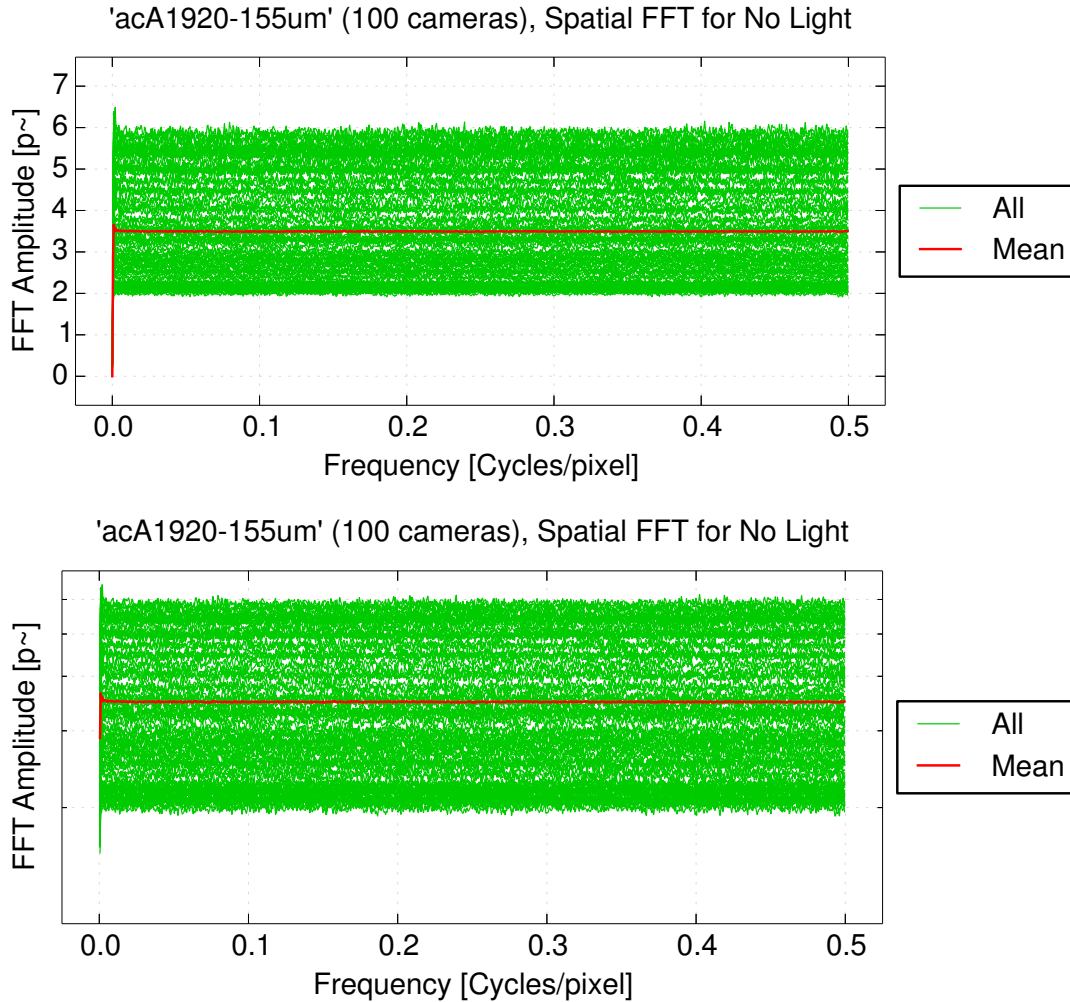 'acA1920-155um' (100 cameras), Spatial FFT for No Light
7
6
5
4
3
2
1
0
FFT Amplitude [p~]
0.0 0.1 0.2 0.3 0.4 0.5
Frequency [Cycles/pixel]
All
Mean
'acA1920-155um' (100 cameras), Spatial FFT for No Light
FFT Amplitude [p~]
0.0 0.1 0.2 0.3 0.4 0.5
Frequency [Cycles/pixel]
All
Mean